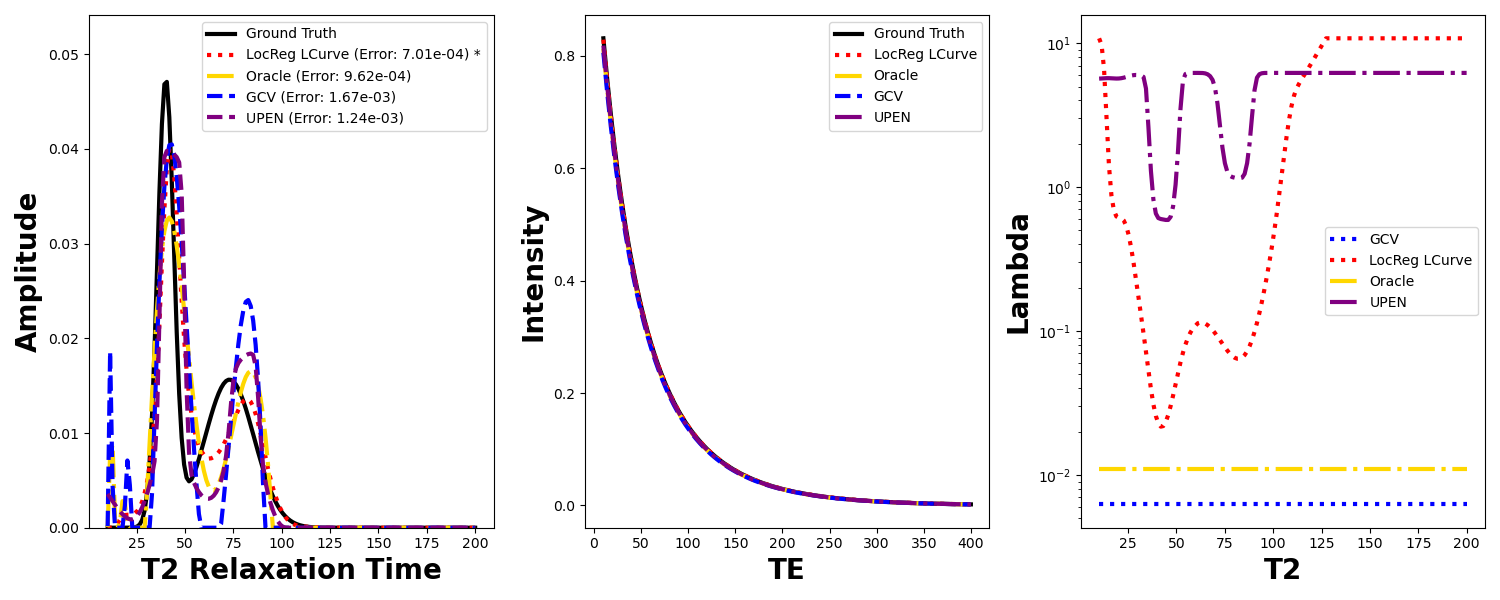 0.05
0.04
0.03
0.02
0.01
0.00
Amplitude
25 50 75 100 125 150 175 200
T2 Relaxation Time
Ground Truth
LocReg LCurve (Error: 7.01e-04) *
Oracle (Error: 9.62e-04)
GCV (Error: 1.67e-03)
UPEN (Error: 1.24e-03)
0.8
0.6
0.4
0.2
0.0
Intensity
0 50 100 150 200 250 300 350 400
TE
Ground Truth
LocReg LCurve
Oracle
GCV
UPEN
10¹
10⁰
10⁻¹
10⁻²
Lambda
25 50 75 100 125 150 175 200
T2
GCV
LocReg LCurve
Oracle
UPEN